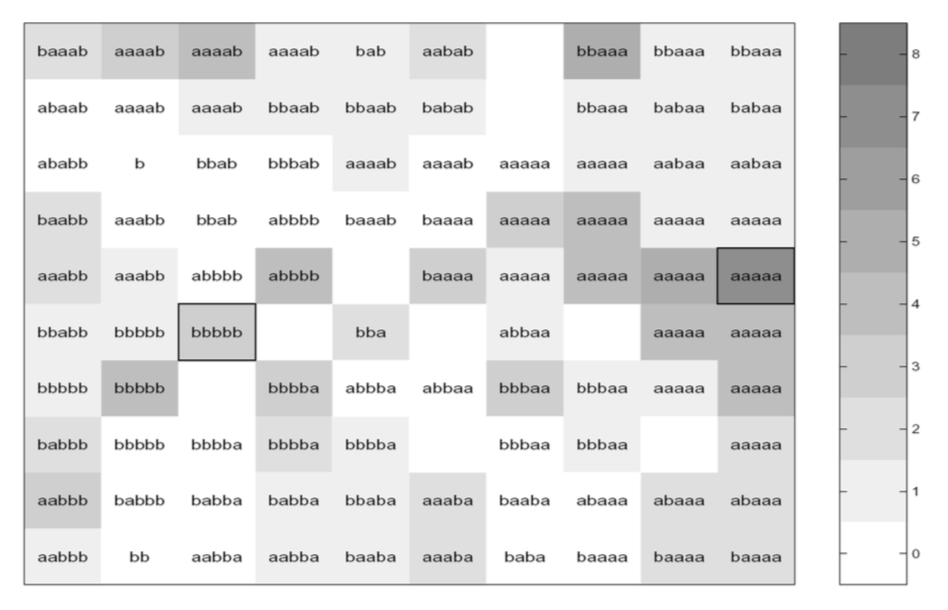 baaab aaaab aaaab aaaab bab aabab bbaaa bbaaa bbaaa
abaab aaaab aaaab bbaab bbaab babab bbaaa babaa babaa
ababb b bbab bbbab aaaab aaaab aaaaa aaaaa aabaa aabaa
baabb aaabb bbab abbbb baaab baaaa aaaaa aaaaa aaaaa aaaaa
aaabb aaabb abbbb abbbb baaaa aaaaa aaaaa aaaaa aaaaa
bbabb bbbbb bbbbb bba abbaa aaaaa aaaaa
bbbbb bbbbb bbbba abbba abbaa bbbaa bbbaa aaaaa aaaaa
babbb bbbbb bbbba bbbba bbbba bbbaa bbbaa aaaaa
aabbb babbb babba babba bbaba aaaba baaba abaaa abaaa abaaa
aabbb bb aabba aabba baaba aaaba baba baaaa baaaa baaaa
8
7
6
5
4
3
2
1
0